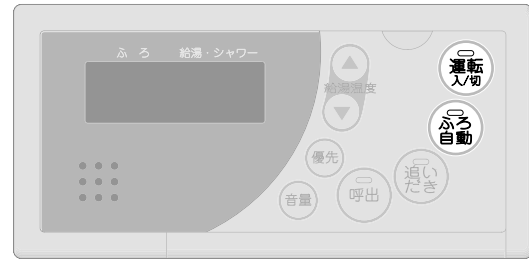 ふろ 給湯・シャワー
運転
入/切
給湯温度
ふろ
自動
優先
追い
だき
呼出
音量